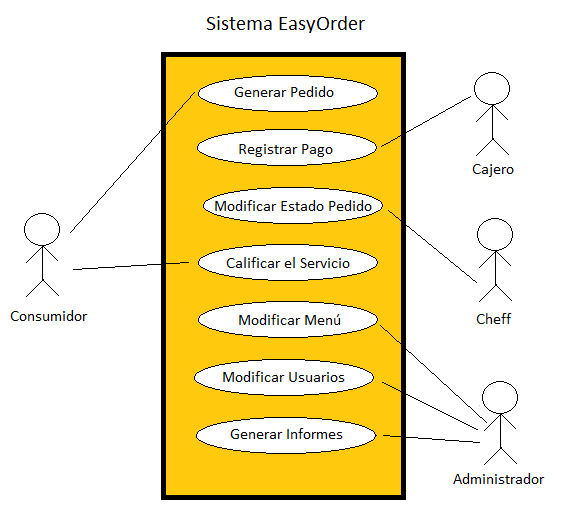 Sistema EasyOrder
Generar Pedido
Registrar Pago
Cajero
Modificar Estado Pedido
Calificar el Servicio
Consumidor
Cheff
Modificar Menú
Modificar Usuarios
Generar Informes
Administrador